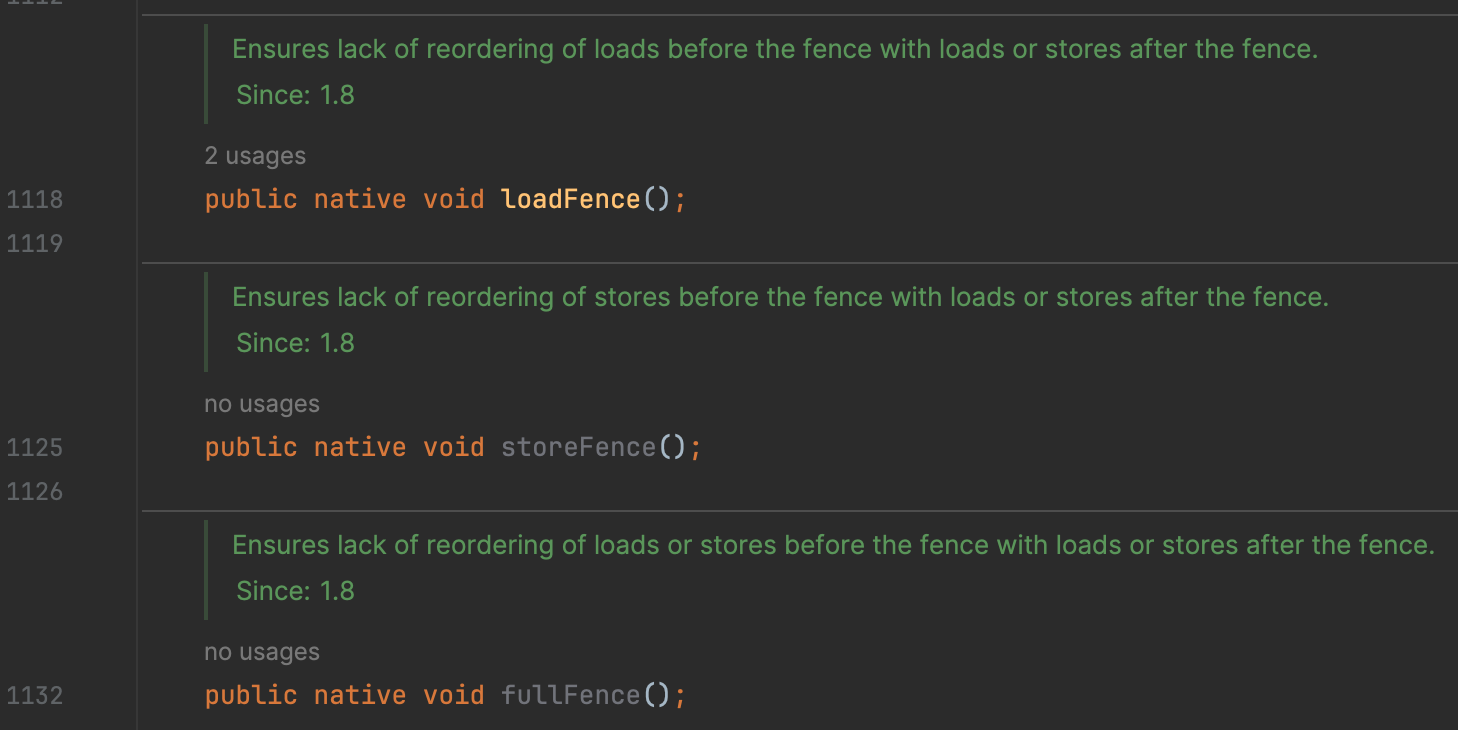 1112
Ensures lack of reordering of loads before the fence with loads or stores after the fence.
Since: 1.8
2 usages
1118 public native void loadFence();
1119
Ensures lack of reordering of stores before the fence with loads or stores after the fence.
Since: 1.8
no usages
1125 public native void storeFence();
1126
Ensures lack of reordering of loads or stores before the fence with loads or stores after the fence.
Since: 1.8
no usages
1132 public native void fullFence();